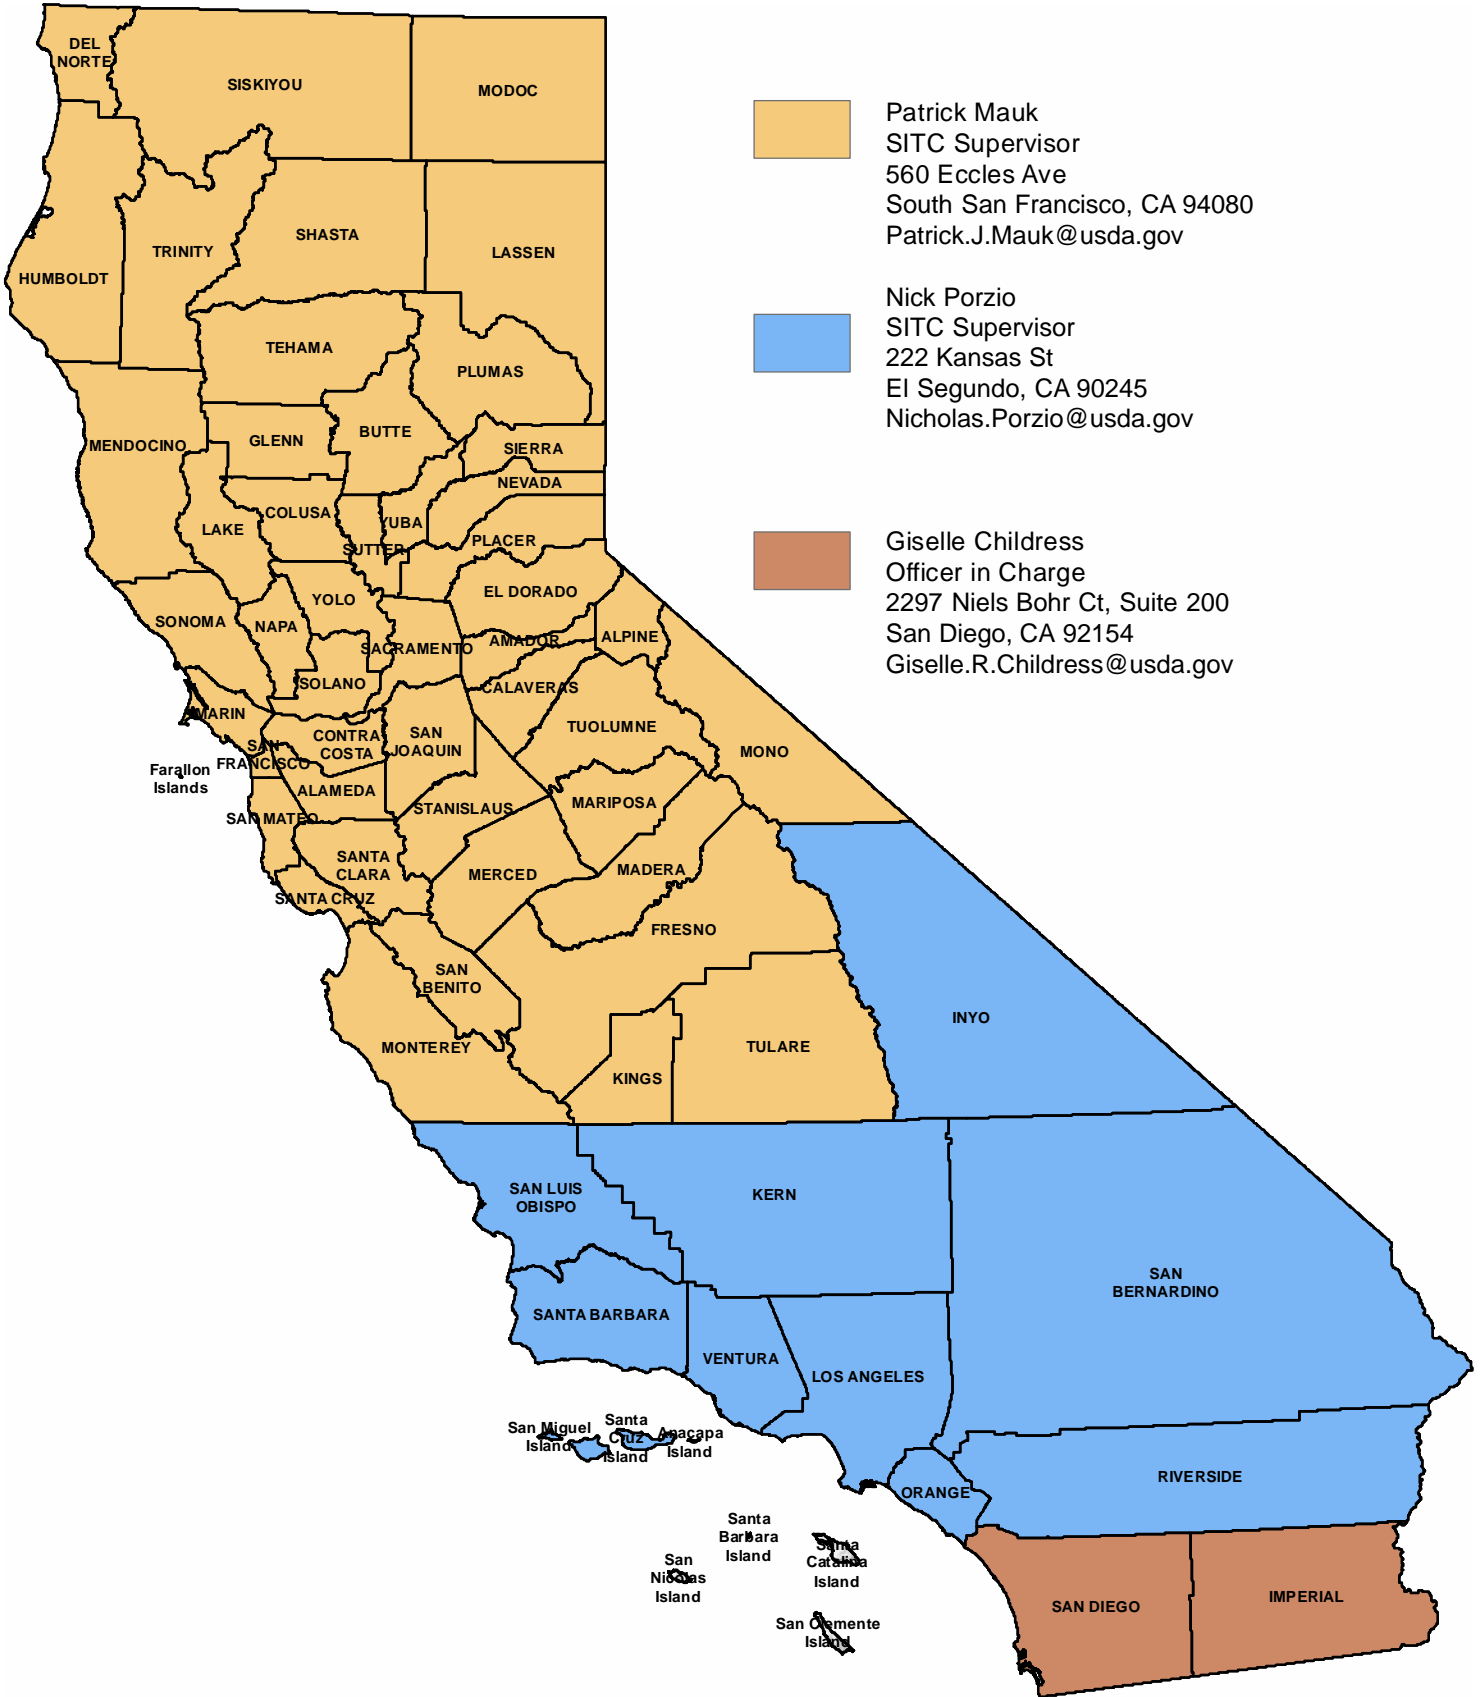 DEL
NORTE
SISKIYOU
MODOC
HUMBOLDT
TRINITY
SHASTA
LASSEN
TEHAMA
PLUMAS
MENDOCINO
GLENN
BUTTE
SIERRA
NEVADA
LAKE
COLUSA
SUTTER
YUBA
PLACER
SONOMA
NAPA
YOLO
EL DORADO
SACRAMENTO
AMADOR
ALPINE
SOLANO
CALAVERAS
MARIN
CONTRA
COSTA
SAN
JOAQUIN
TUOLUMNE
MONO
SAN
FRANCISCO
Farallon
Islands
ALAMEDA
STANISLAUS
MARIPOSA
SAN MATEO
SANTA
CLARA
MERCED
MADERA
SANTA CRUZ
FRESNO
SAN
BENITO
INYO
MONTEREY
KINGS
TULARE
SAN LUIS
OBISPO
KERN
SAN
BERNARDINO
SANTA BARBARA
VENTURA
LOS ANGELES
San Miguel
Island
Santa
Cruz
Island
Anacapa
Island
ORANGE
RIVERSIDE
Santa
Barbara
Island
San
Nicolas
Island
Santa
Catalina
Island
San Clemente
Island
SAN DIEGO
IMPERIAL
Patrick Mauk
SITC Supervisor
560 Eccles Ave
South San Francisco, CA 94080
Patrick.J.Mauk@usda.gov
Nick Porzio
SITC Supervisor
222 Kansas St
El Segundo, CA 90245
Nicholas.Porzio@usda.gov
Giselle Childress
Officer in Charge
2297 Niels Bohr Ct, Suite 200
San Diego, CA 92154
Giselle.R.Childress@usda.gov